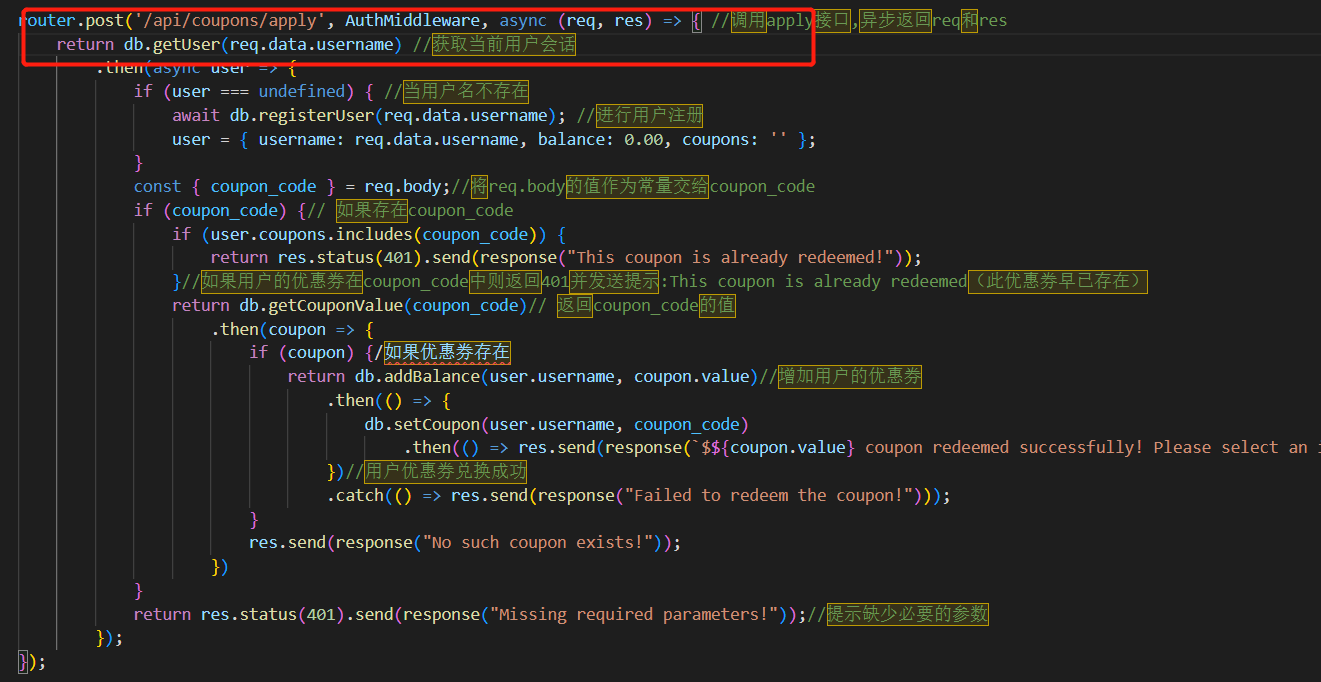 router.post('/api/coupons/apply', AuthMiddleware, async (req, res) => { //调用apply接口,异步返回req和res
return db.getUser(req.data.username) //获取当前用户会话
.then(async user => {
if (user === undefined) { //当用户名不存在
await db.registerUser(req.data.username); //进行用户注册
user = { username: req.data.username, balance: 0.00, coupons: '' };
}
const { coupon_code } = req.body;//将req.body的值作为常量交给coupon_code
if (coupon_code) {// 如果存在coupon_code
if (user.coupons.includes(coupon_code)) {
return res.status(401).send(response("This coupon is already redeemed!"));
}//如果用户的优惠券在coupon_code中则返回401并发送提示:This coupon is already redeemed（此优惠券早已存在）
return db.getCouponValue(coupon_code)// 返回coupon_code的值
.then(coupon => {
if (coupon) {/如果优惠券存在
return db.addBalance(user.username, coupon.value)//增加用户的优惠券
.then(() => {
db.setCoupon(user.username, coupon_code)
.then(() => res.send(response(`$${coupon.value} coupon redeemed successfully! Please select an
})//用户优惠券兑换成功
.catch(() => res.send(response("Failed to redeem the coupon!")));
}
res.send(response("No such coupon exists!"));
})
}
return res.status(401).send(response("Missing required parameters!"));//提示缺少必要的参数
});
});